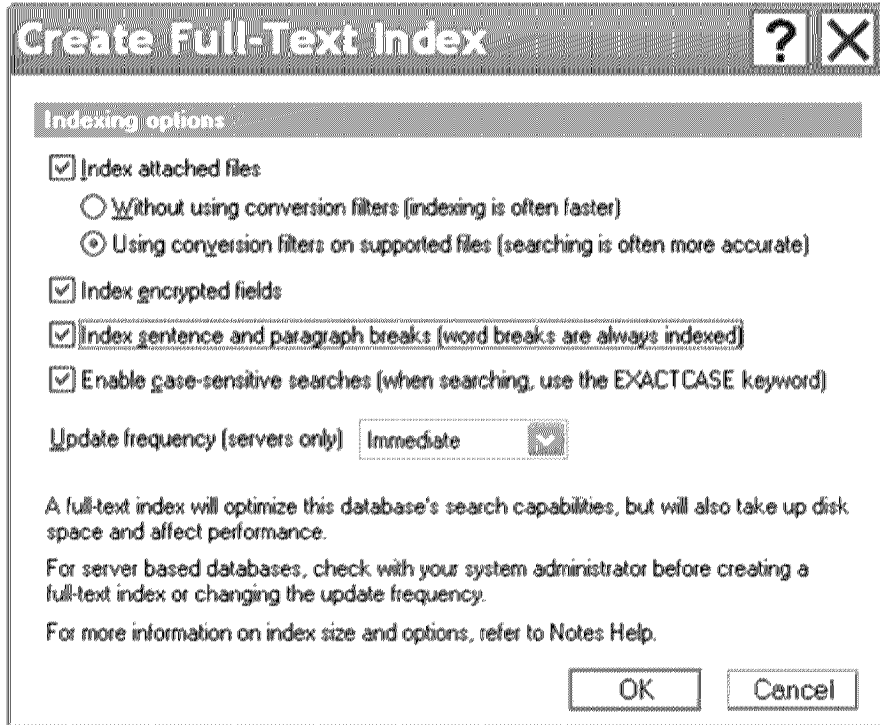 Create Full-Text Index
Indexing options
Index attached files
Without using conversion filters (indexing is often faster)
Using conversion filters on supported files (searching is often more accurate)
Index encrypted fields
Index sentence and paragraph breaks (word breaks are always indexed)
Enable case-sensitive searches (when searching, use the EXACTCASE keyword)
Update frequency (servers only) Immediate
A full-text index will optimize this database's search capabilities, but will also take up disk
space and affect performance.
For server based databases, check with your system administrator before creating a
full-text index or changing the update frequency.
For more information on index size and options, refer to Notes Help.
OK Cancel